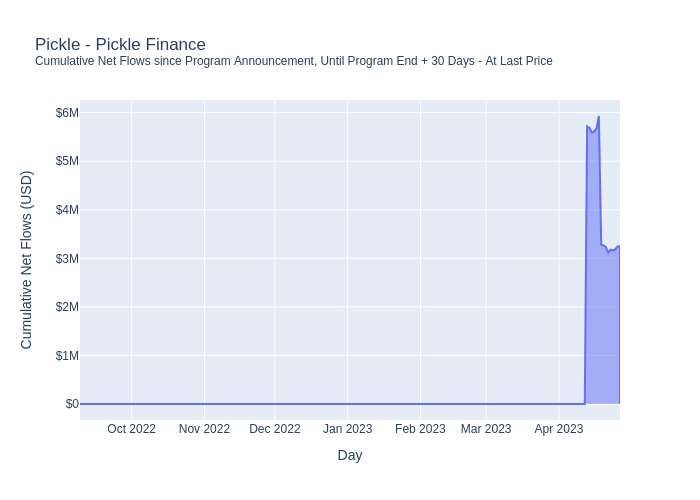 Pickle - Pickle Finance
Cumulative Net Flows since Program Announcement, Until Program End + 30 Days - At Last Price
Cumulative Net Flows (USD)
$6M
$5M
$4M
$3M
$2M
$1M
$0
Oct 2022 Nov 2022 Dec 2022 Jan 2023 Feb 2023 Mar 2023 Apr 2023
Day